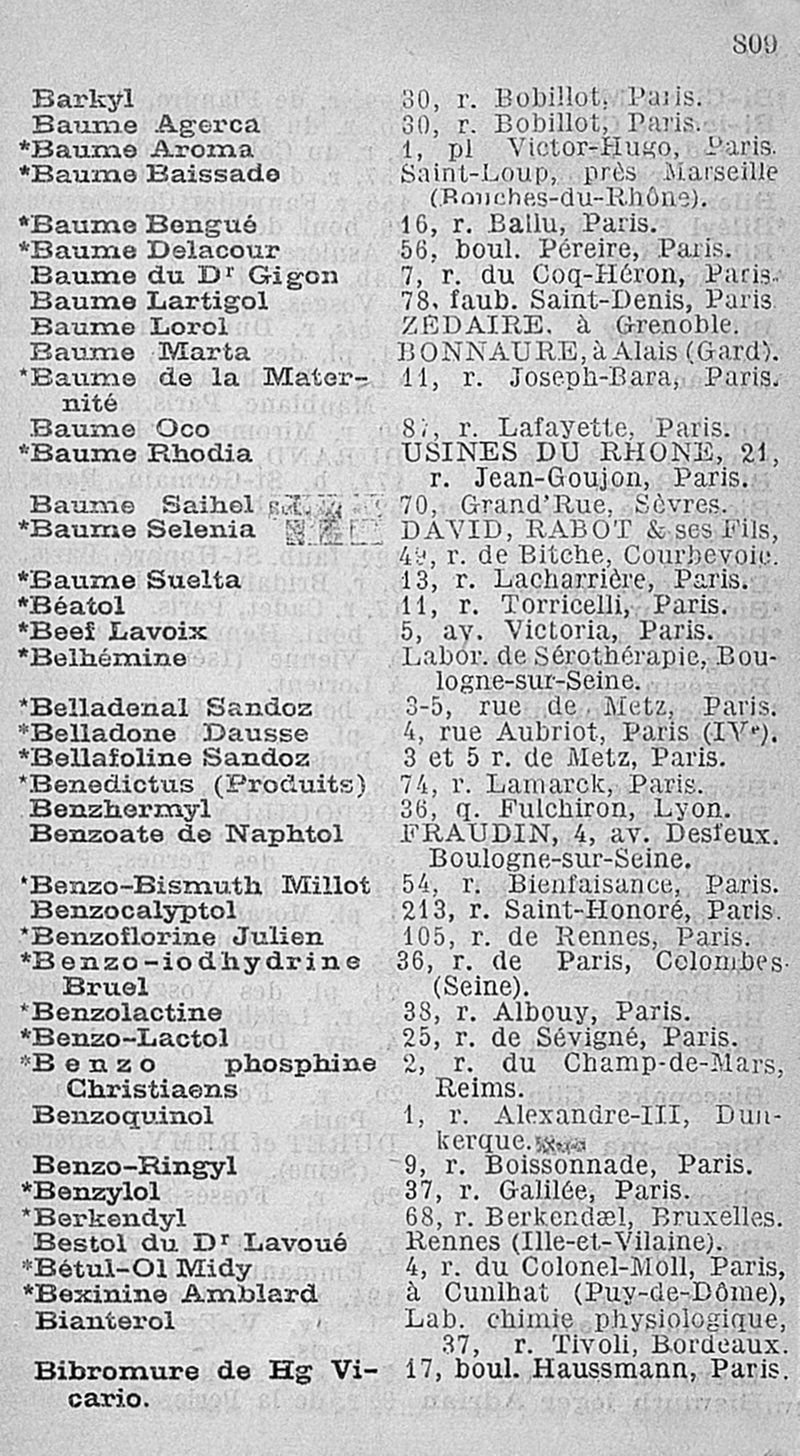 809
Barkyl 30, r. Bobillot, Paris.
Baume Agerca 30, r. Bobillot, Paris.
*Baume Aroma 1, pl Victor-Hugo, Paris.
*Baume Baissade Saint-Loup, près Marseille
(Bouches-du-Rhône).
*Baume Bengué 16, r. Ballu, Paris.
*Baume Delacour 56, boul. Péreire, Paris.
Baume du Dr Gigon 7, r. du Coq-Héron, Paris.
Baume Lartigol 78, faub. Saint-Denis, Paris
Baume Lorol ZÉDAIRE, à Grenoble.
Baume Marta BONNAURE, à Alais (Gard).
*Baume de la Mater- 11, r. Joseph-Bara, Paris.
nité
Baume Oco r. Lafayette, Paris.
*Baume Rhodia USINES DU RHONE, 21,
r. Jean-Goujon, Paris.
Baume Saihel 70, Grand'Rue, Sèvres.
*Baume Selenia DAVID, RABOT & ses Fils,
r. de Bitche, Courbevoie.
*Baume Suelta 13, r. Lacharrière, Paris.
*Béatol 11, r. Torricelli, Paris.
*Beef Lavoix 5, av. Victoria, Paris.
*Belhémine Labor. de Sérothérapie, Bou-
logne-sur-Seine.
*Belladenal Sandoz 3-5, rue de Metz, Paris.
*Belladone Dausse 4, rue Aubriot, Paris (IVe).
*Bellafoline Sandoz 3 et 5 r. de Metz, Paris.
*Benedictus (Produits) 74, r. Lamarck, Paris.
Benzhermyl 36, q. Fulchiron, Lyon.
Benzoate de Naphtol FRAUDIN, 4, av. Desfeux.
Boulogne-sur-Seine.
*Benzo-Bismuth Millot 54, r. Bienfaisance, Paris.
Benzocalyptol 213, r. Saint-Honoré, Paris.
*Benzoflorine Julien 105, r. de Rennes, Paris.
*Benzo-iodhydrine 36, r. de Paris, Colombes
Bruel (Seine).
*Benzolactine 38, r. Albouy, Paris.
*Benzo-Lactol 25, r. de Sévigné, Paris.
*Benzo phosphine 2, r. du Champ-de-Mars,
Christiaens Reims.
Benzoquinol 1, r. Alexandre-III, Dun-
kerque.
Benzo-Ringyl 9, r. Boissonnade, Paris.
*Benzylol 37, r. Galilée, Paris.
*Berkendyl 68, r. Berkendæl, Bruxelles.
Bestol du Dr Lavoué Rennes (Ille-et-Vilaine).
*Bétul-Ol Midy 4, r. du Colonel-Moll, Paris,
*Bexinine Amblard à Cunlhat (Puy-de-Dôme),
Bianterol Lab. chimie physiologique,
37, r. Tivoli, Bordeaux.
Bibromure de Hg Vi- 17, boul. Haussmann, Paris.
cario.